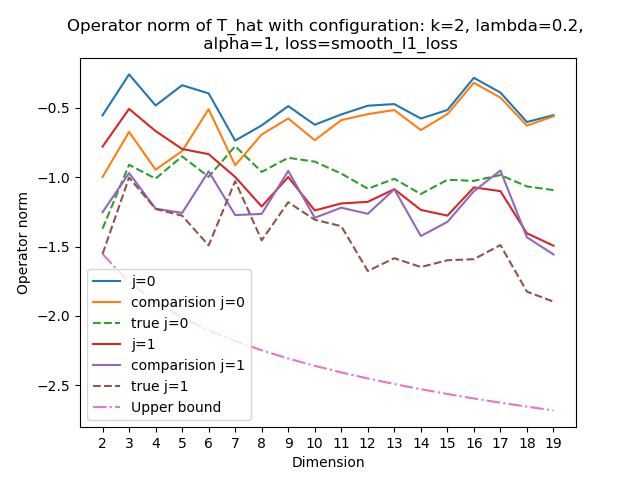 Operator norm of T_hat with configuration: k=2, lambda=0.2,
alpha=1, loss=smooth_l1_loss
Operator norm
−0.5
−1.0
−1.5
−2.0
−2.5
j=0
comparision j=0
true j=0
j=1
comparision j=1
true j=1
Upper bound
2 3 4 5 6 7 8 9 10 11 12 13 14 15 16 17 18 19
Dimension